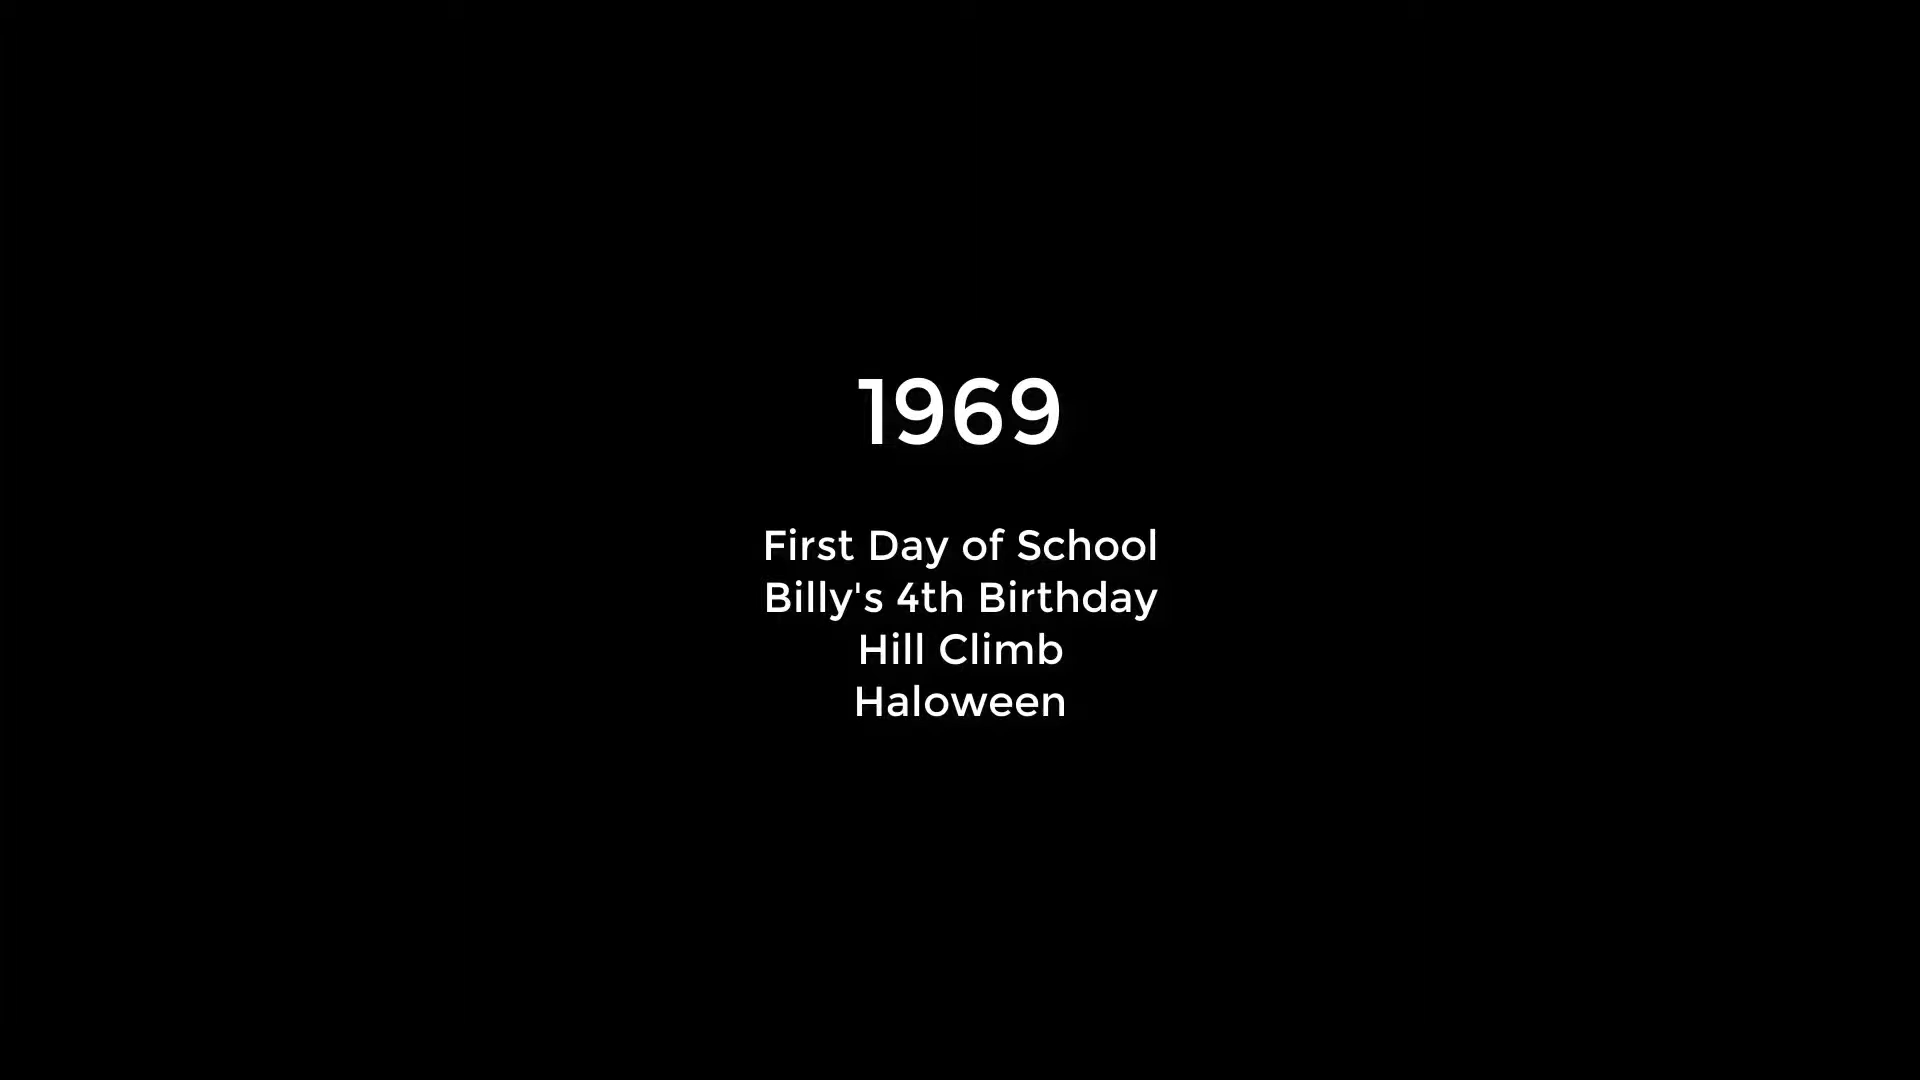 1969
First Day of School
Billy's 4th Birthday
Hill Climb
Haloween